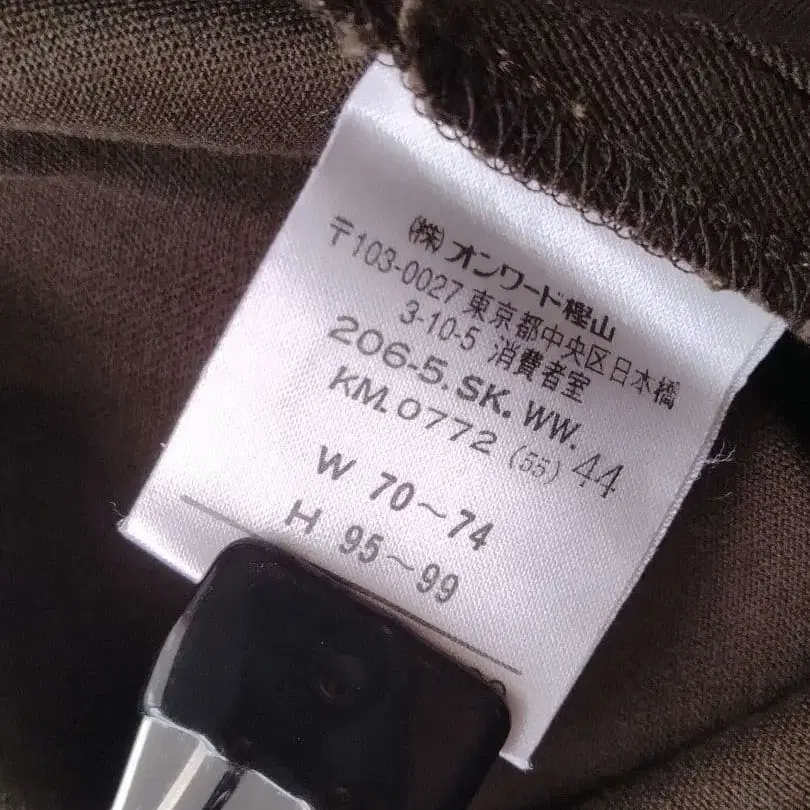 ㈱オンワード樫山
〒103-0027 東京都中央区日本橋
3-10-5 消費者室
206-5.SK.WW.
KM.0772 (55) 44
W 70～74
H 95～99